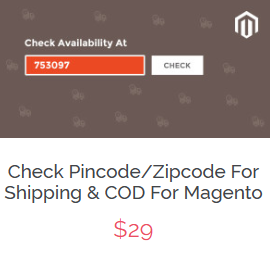 Check Availability At
753097 CHECK
Check Pincode/Zipcode For
Shipping & COD For Magento
$29